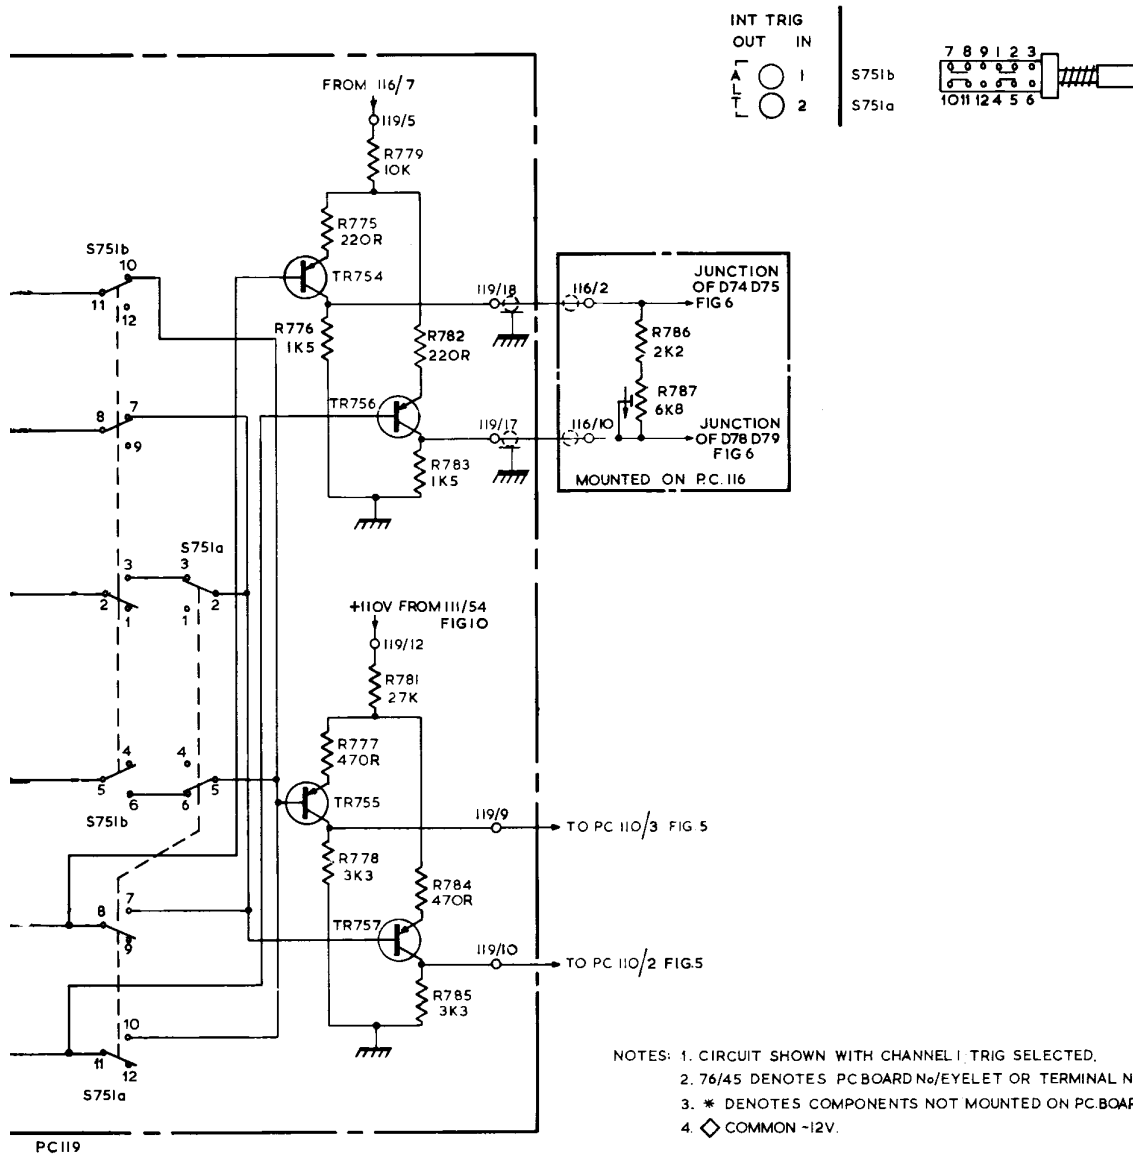 INT TRIG
OUT IN
ALT
1 S751b
2 S751a
7 8 9 1 2 3
10 11 12 4 5 6
FROM 116/7
119/5
R779
10K
R775
220R
S751b
10
11
12
TR754
119/18
116/2
JUNCTION
OF D74 D75
FIG 6
R776
1K5
R782
220R
R786
2K2
R787
6K8
7
8
9
TR756
119/17
116/10
JUNCTION
OF D78 D79
FIG 6
R783
1K5
MOUNTED ON P.C. 116
S751a
3 3
2 2
1 1
+110V FROM 111/54
FIG 10
119/12
R781
27K
R777
470R
4 4
5 5
6 6
S751b
TR755
119/9
TO PC 110/3 FIG. 5
R778
3K3
R784
470R
7
8
9
TR757
119/10
TO PC 110/2 FIG.5
R785
3K3
10
11
12
S751a
PC119
NOTES: 1. CIRCUIT SHOWN WITH CHANNEL 1 TRIG SELECTED.
2. 76/45 DENOTES PC BOARD No/EYELET OR TERMINAL N
3. * DENOTES COMPONENTS NOT MOUNTED ON PC.BOAR
4. ◇ COMMON -12V.